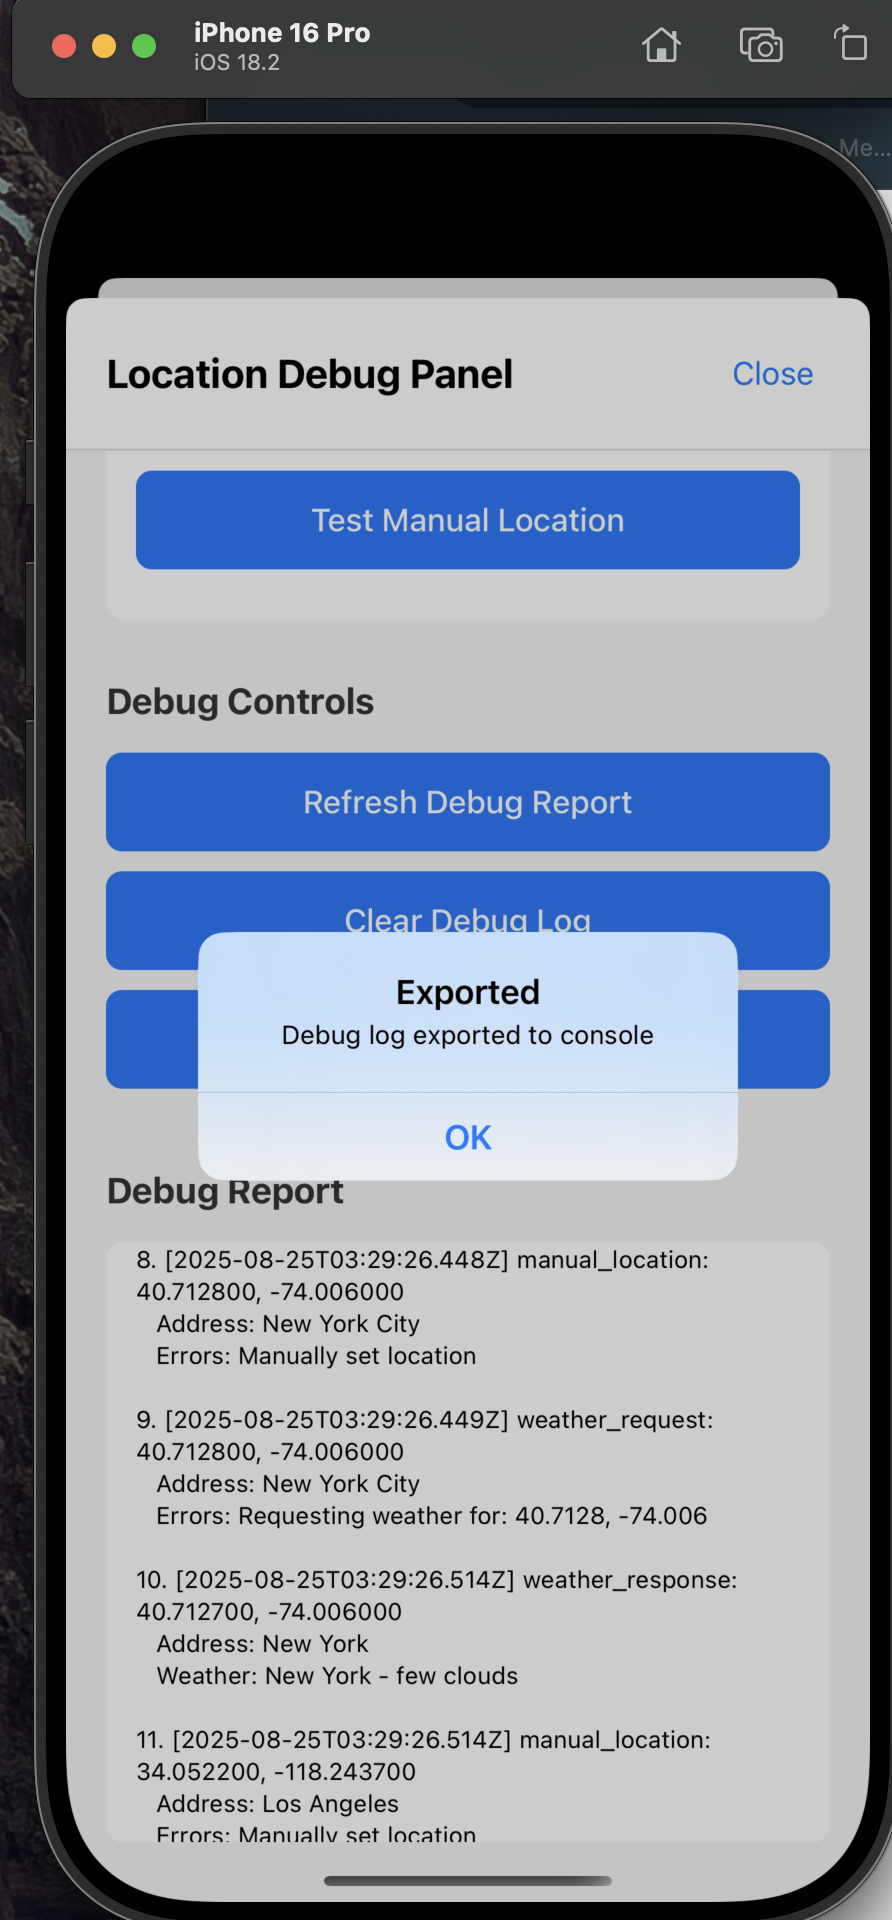 iPhone 16 Pro
iOS 18.2
Me...
Location Debug Panel
Close
Test Manual Location
Debug Controls
Refresh Debug Report
Clear Debug Log
Exported
Debug log exported to console
OK
Debug Report
8. [2025-08-25T03:29:26.448Z] manual_location:
40.712800, -74.006000
Address: New York City
Errors: Manually set location
9. [2025-08-25T03:29:26.449Z] weather_request:
40.712800, -74.006000
Address: New York City
Errors: Requesting weather for: 40.7128, -74.006
10. [2025-08-25T03:29:26.514Z] weather_response:
40.712700, -74.006000
Address: New York
Weather: New York - few clouds
11. [2025-08-25T03:29:26.514Z] manual_location:
34.052200, -118.243700
Address: Los Angeles
Errors: Manually set location